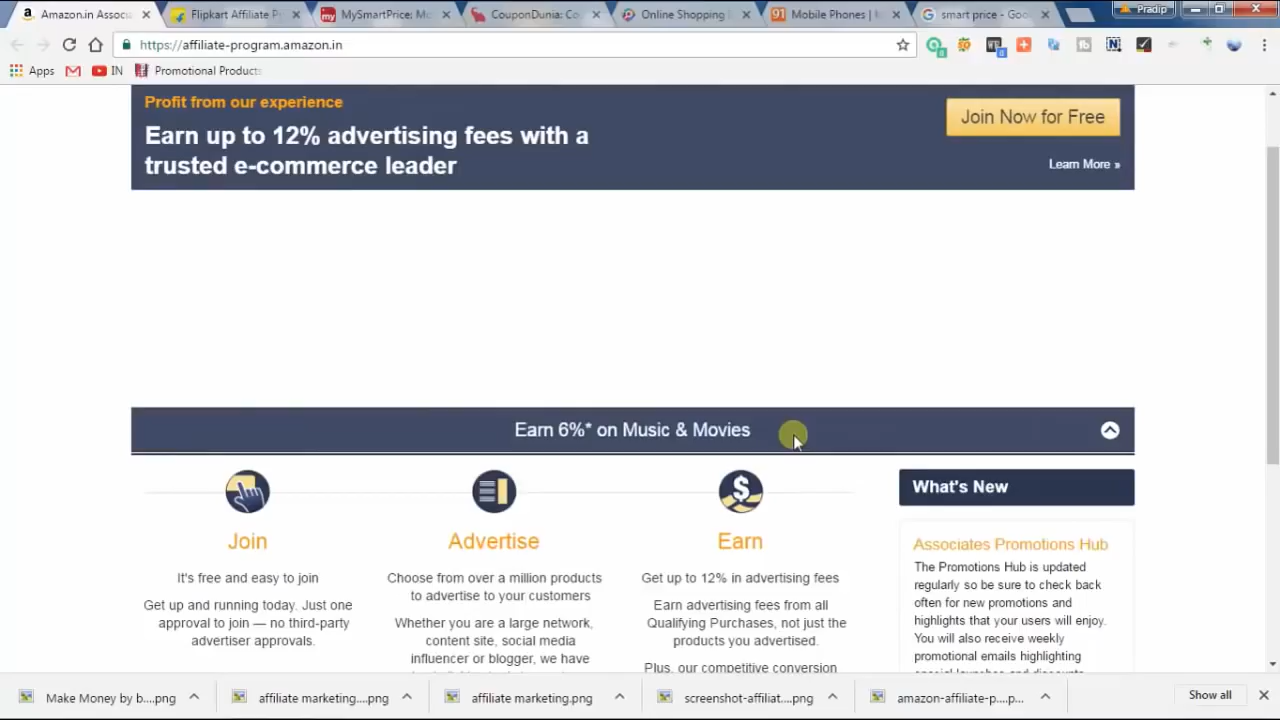 Amazon.in Associ
Flipkart Affiliate P
MySmartPrice: Mo
CouponDunia: Co
Online Shopping
Mobile Phones |
smart price - Goo
Pradip
https://affiliate-program.amazon.in
Apps
IN
Promotional Product
Profit from our experience
Earn up to 12% advertising fees with a
trusted e-commerce leader
Join Now for Free
Learn More »
Earn 6%* on Music & Movies
Join
It's free and easy to join
Get up and running today. Just one
approval to join — no third-party
advertiser approvals.
Advertise
Choose from over a million products
to advertise to your customers
Whether you are a large network,
content site, social media
influencer or blogger, we have
Earn
Get up to 12% in advertising fees
Earn advertising fees from all
Qualifying Purchases, not just the
products you advertised.
Plus, our competitive conversion
What's New
Associates Promotions Hub
The Promotions Hub is updated
regularly so be sure to check back
often for new promotions and
highlights that your users will enjoy.
You will also receive weekly
promotional emails highlighting
Make Money by b....png
affiliate marketing....png
affiliate marketing.png
screenshot-affiliat....png
amazon-affiliate-p....p...
Show all